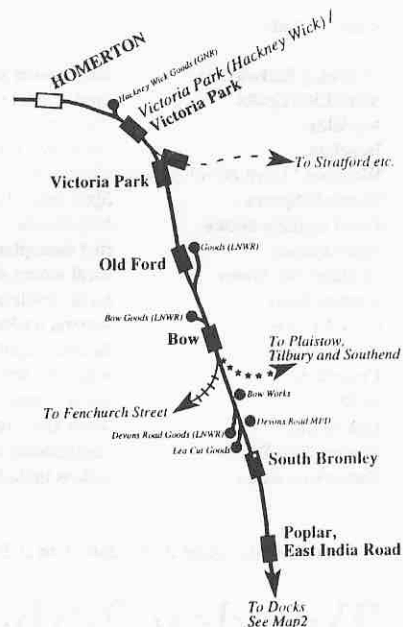 HOMERTON
Hackney Wick Goods (GNR)
Victoria Park (Hackney Wick) /
Victoria Park
To Stratford etc.
Victoria Park
Old Ford
Goods (LNWR)
Bow Goods (LNWR)
Bow
To Plaistow,
Tilbury and Southend
To Fenchurch Street
Bow Works
Devons Road MPD
Devons Road Goods (LNWR)
Lea Cut Goods
South Bromley
Poplar,
East India Road
To Docks
See Map2